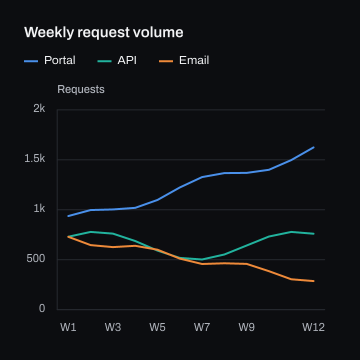 Weekly request volume
Portal API Email
Requests
2k
1.5k
1k
500
0
W1 W3 W5 W7 W9 W12